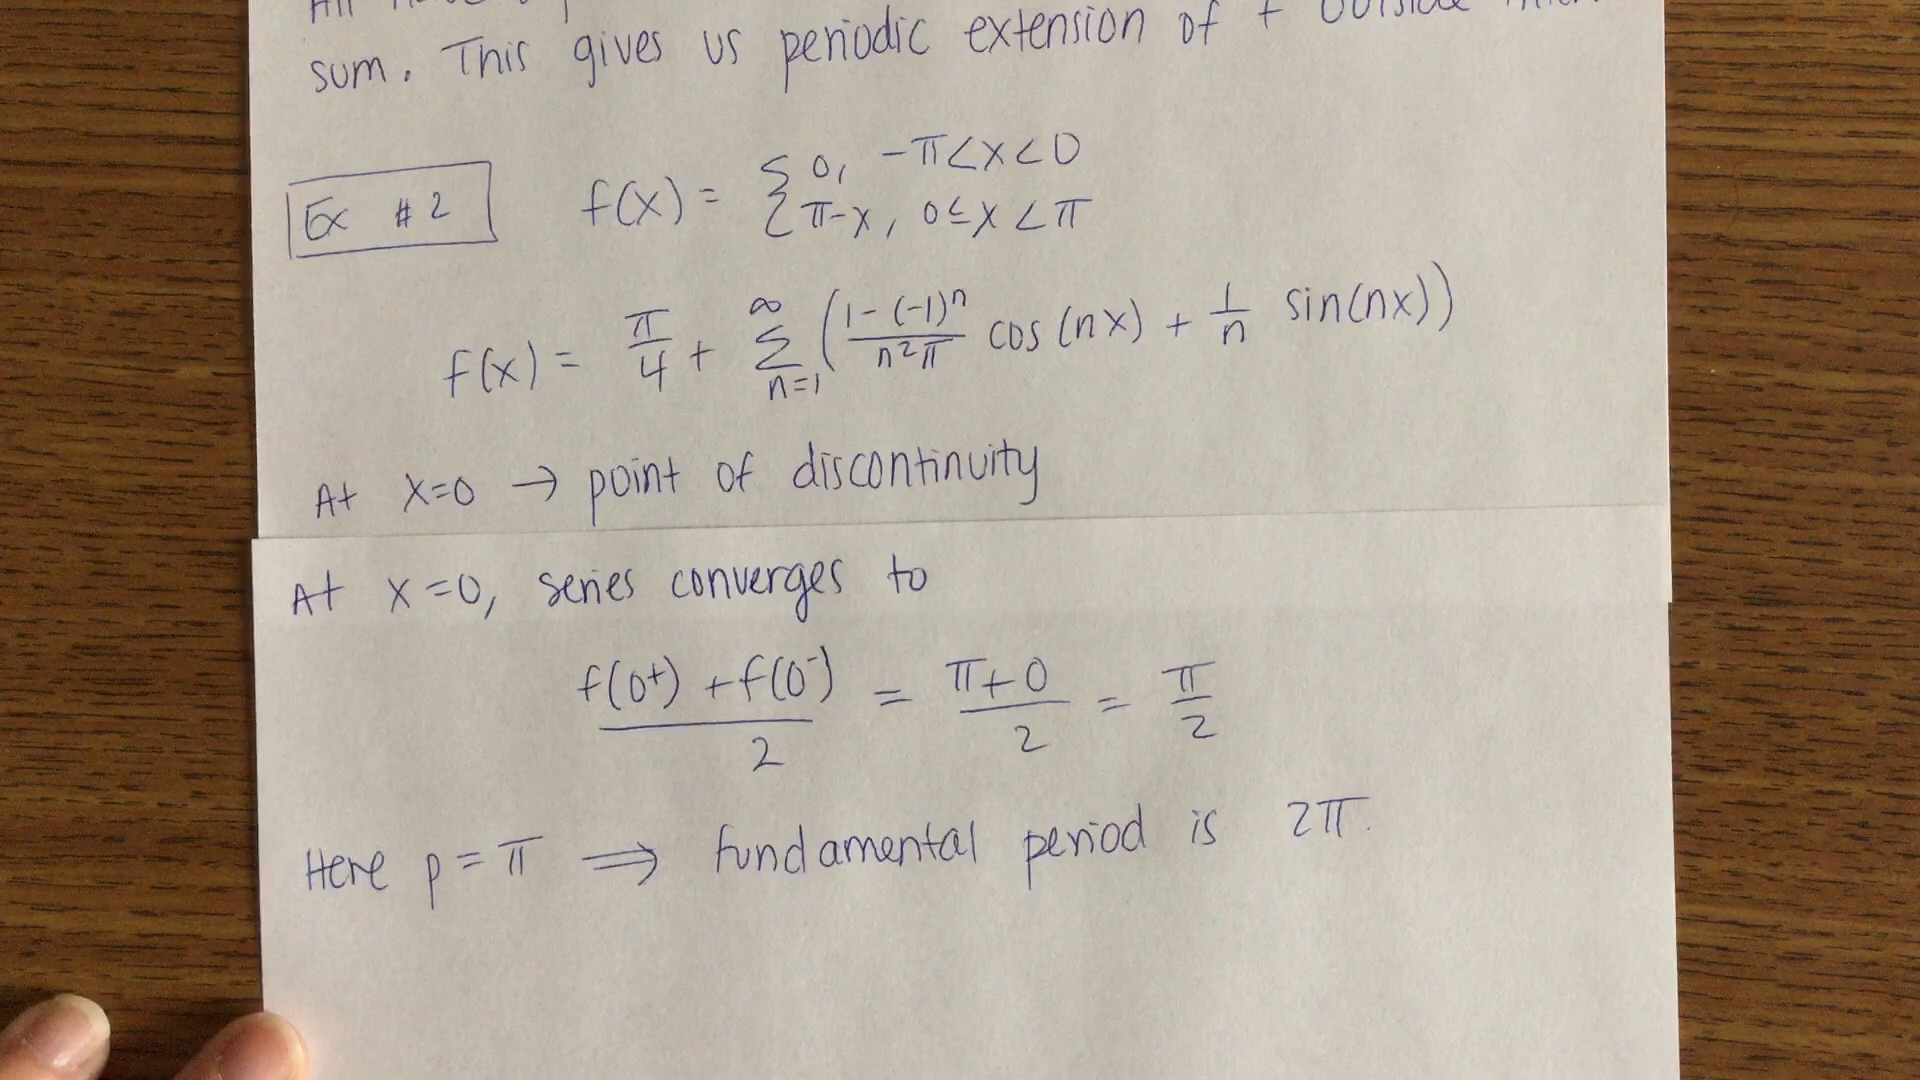 sum. This gives us periodic extension of f outside
Ex #2
f(x) = { 0, -π<x<0
π-x, 0≤x<π
f(x) = π/4 + ∞Σn=1 (1-(-1)^n/n²π cos(nx) + 1/n sin(nx))
At x=0 → point of discontinuity
At x=0, series converges to
f(0+) + f(0-)/2 = π+0/2 = π/2
Here p=π ⟹ fundamental period is 2π.